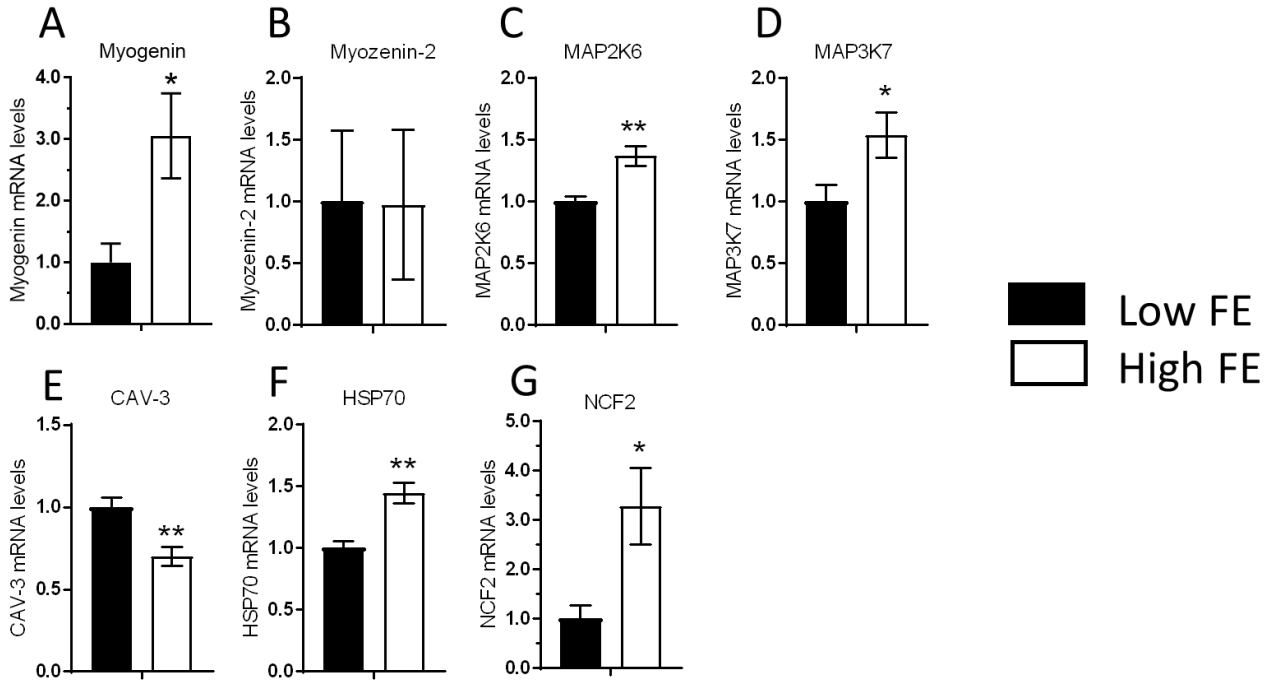 A
Myogenin
Myogenin mRNA levels
4.0
*
3.0
2.0
1.0
0.0
B
Myozenin-2
Myozenin-2 mRNA levels
2.0
1.5
1.0
0.5
0.0
C
MAP2K6
MAP2K6 mRNA levels
2.0
1.5
**
1.0
0.5
0.0
D
MAP3K7
MAP3K7 mRNA levels
2.0
*
1.5
1.0
0.5
0.0
Low FE
High FE
E
CAV-3
CAV-3 mRNA levels
1.5
1.0
**
0.5
0.0
F
HSP70
HSP70 mRNA levels
2.0
**
1.5
1.0
0.5
0.0
G
NCF2
NCF2 mRNA levels
5.0
*
4.0
3.0
2.0
1.0
0.0